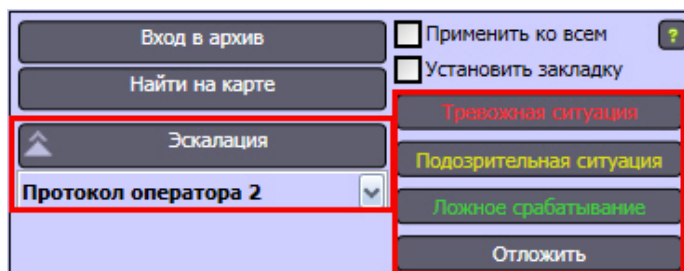 Вход в архив
Найти на карте
Эскалация
Протокол оператора 2
Применить ко всем
?
Установить закладку
Тревожная ситуация
Подозрительная ситуация
Ложное срабатывание
Отложить